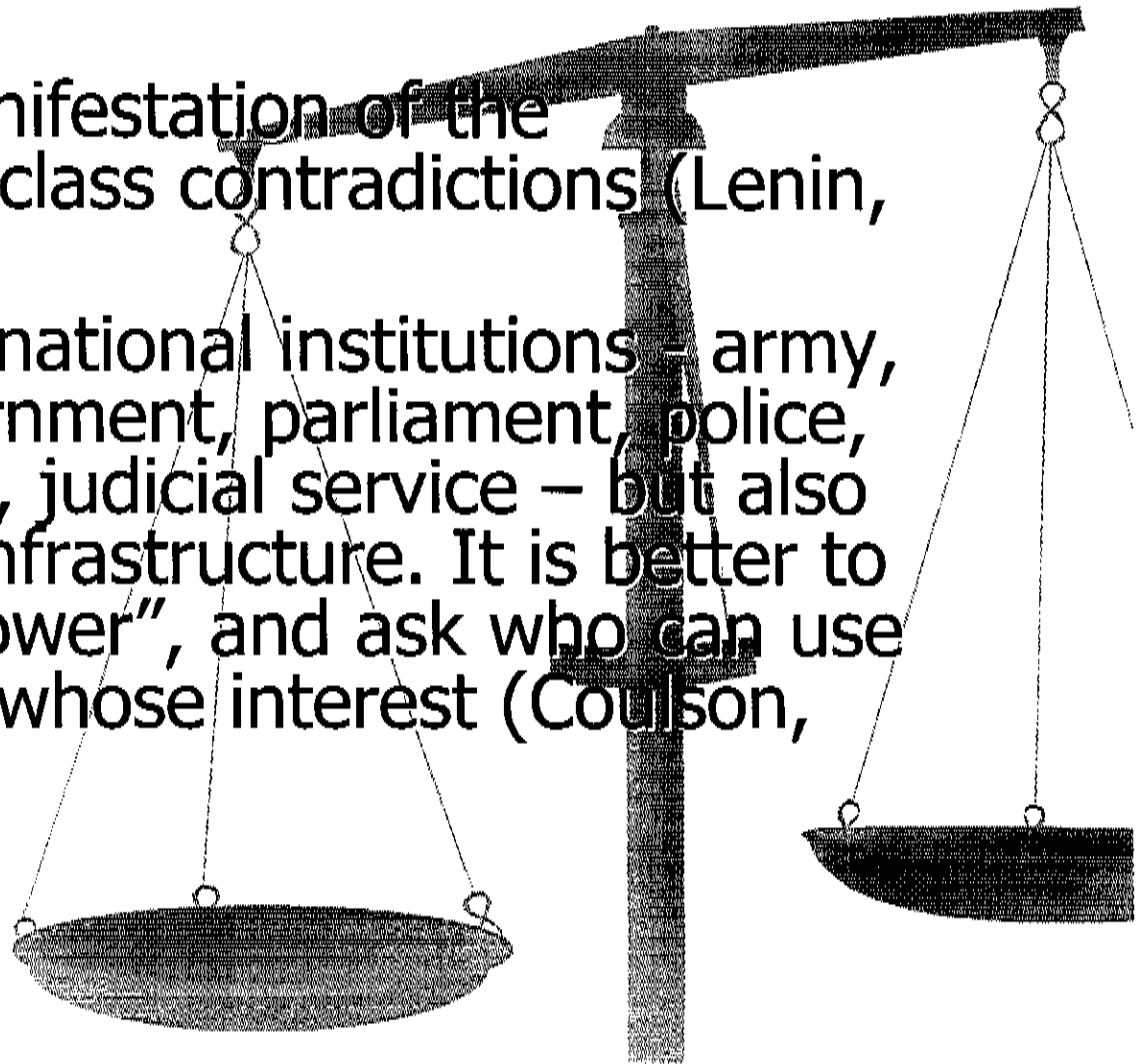 nifestation of the
class contradictions (Lenin,
national institutions - army,
rnment, parliament, police,
, judicial service – but also
nfrastructure. It is better to
ower”, and ask who can use
whose interest (Coulson,